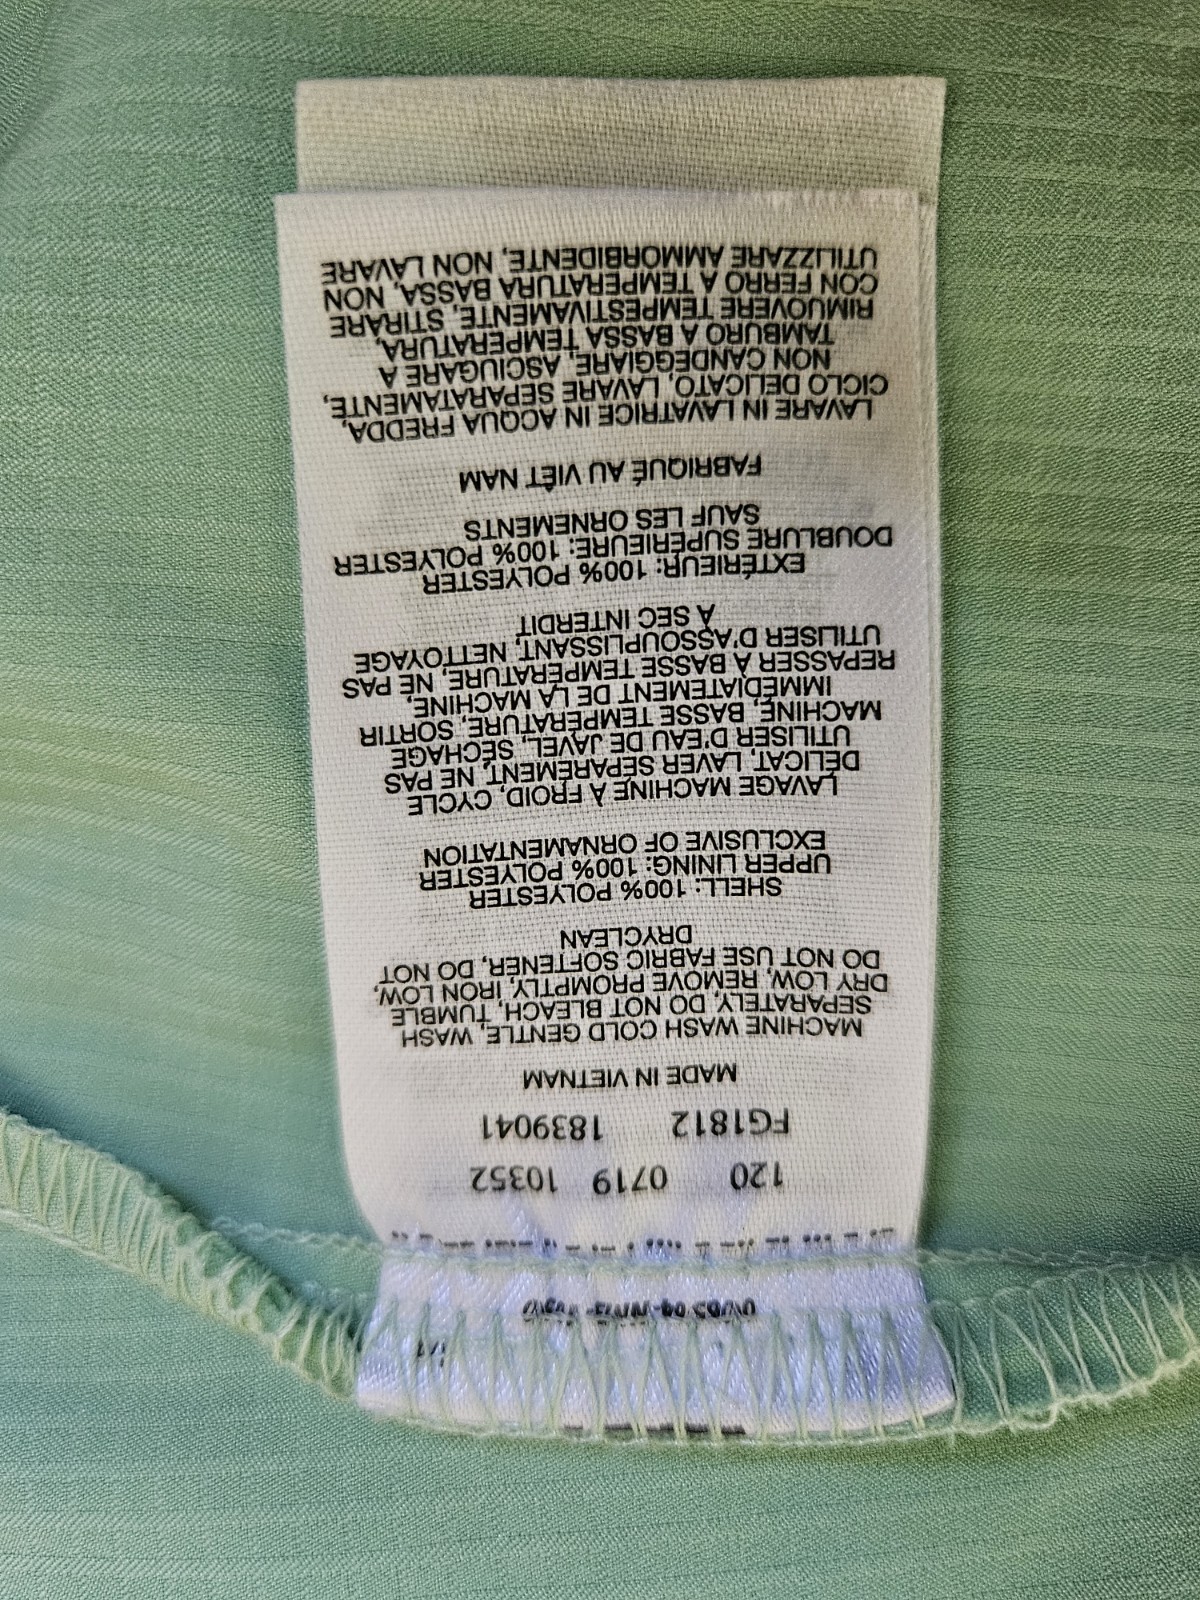 120 0719 10352
FG1812 1839041
MADE IN VIETNAM
MACHINE WASH COLD GENTLE, WASH
SEPARATELY, DO NOT BLEACH, TUMBLE
DRY LOW, REMOVE PROMPTLY, IRON LOW,
DO NOT USE FABRIC SOFTENER, DO NOT
DRYCLEAN
SHELL: 100% POLYESTER
UPPER LINING: 100% POLYESTER
EXCLUSIVE OF ORNAMENTATION
LAVAGE MACHINE À FROID, CYCLE
DÉLICAT, LAVER SÉPARÉMENT, NE PAS
UTILISER D'EAU DE JAVEL, SÉCHAGE
MACHINE, BASSE TEMPÉRATURE, SORTIR
IMMÉDIATEMENT DE LA MACHINE,
REPASSER À BASSE TEMPÉRATURE, NE PAS
UTILISER D'ASSOUPLISSANT, NETTOYAGE
À SEC INTERDIT
EXTÉRIEUR: 100% POLYESTER
DOUBLURE SUPÉRIEURE: 100% POLYESTER
SAUF LES ORNEMENTS
FABRIQUÉ AU VIÊT NAM
LAVARE IN LAVATRICE IN ACQUA FREDDA,
CICLO DELICATO, LAVARE SEPARATAMENTE,
NON CANDEGGIARE, ASCIUGARE A
TAMBURO A BASSA TEMPERATURA,
RIMUOVERE TEMPESTIVAMENTE, STIRARE
CON FERRO A TEMPERATURA BASSA, NON
UTILIZZARE AMMORBIDENTE, NON LAVARE